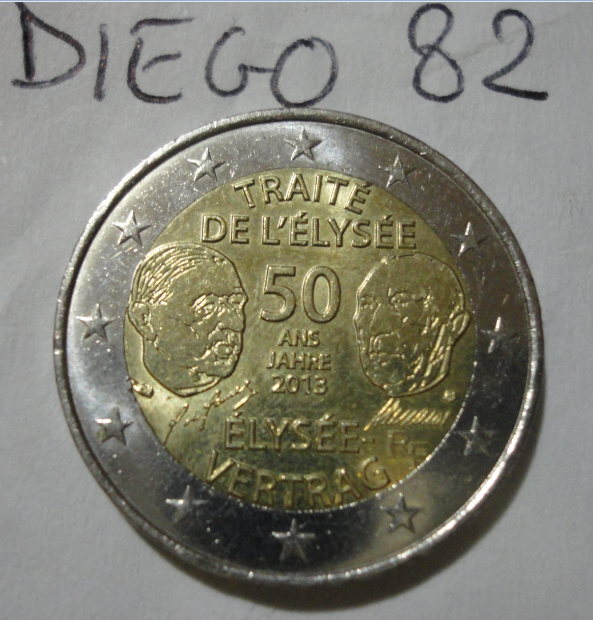 DIEGO 82
TRAITÉ
DE L'ÉLYSÉE
50
ANS
JAHRE
2013
ÉLYSÉE-
VERTRAG
RF